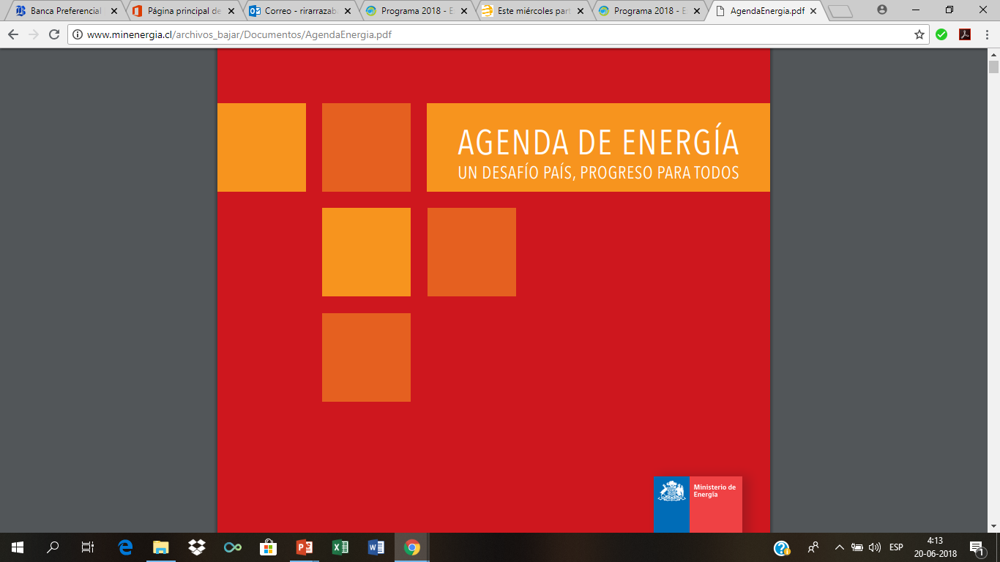 Banca Preferencial
Página principal de
Correo - rirarrazab
Programa 2018 - E
Este miércoles part
Programa 2018 - E
AgendaEnergia.pdf
www.minenergia.cl/archivos_bajar/Documentos/AgendaEnergia.pdf
AGENDA DE ENERGÍA
UN DESAFÍO PAÍS, PROGRESO PARA TODOS
Ministerio de
Energía
ESP
4:13
20-06-2018
1